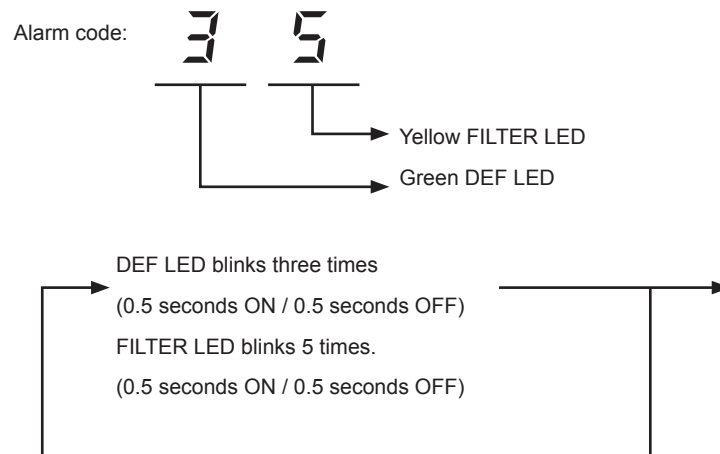 Alarm code: 3 5
Yellow FILTER LED
Green DEF LED
DEF LED blinks three times
(0.5 seconds ON / 0.5 seconds OFF)
FILTER LED blinks 5 times.
(0.5 seconds ON / 0.5 seconds OFF)